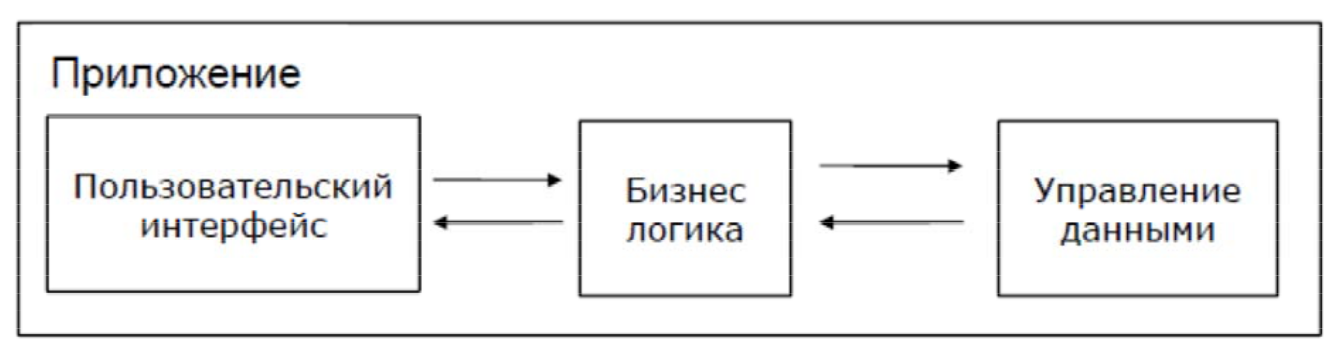 Приложение
Пользовательский
интерфейс
Бизнес
логика
Управление
данными